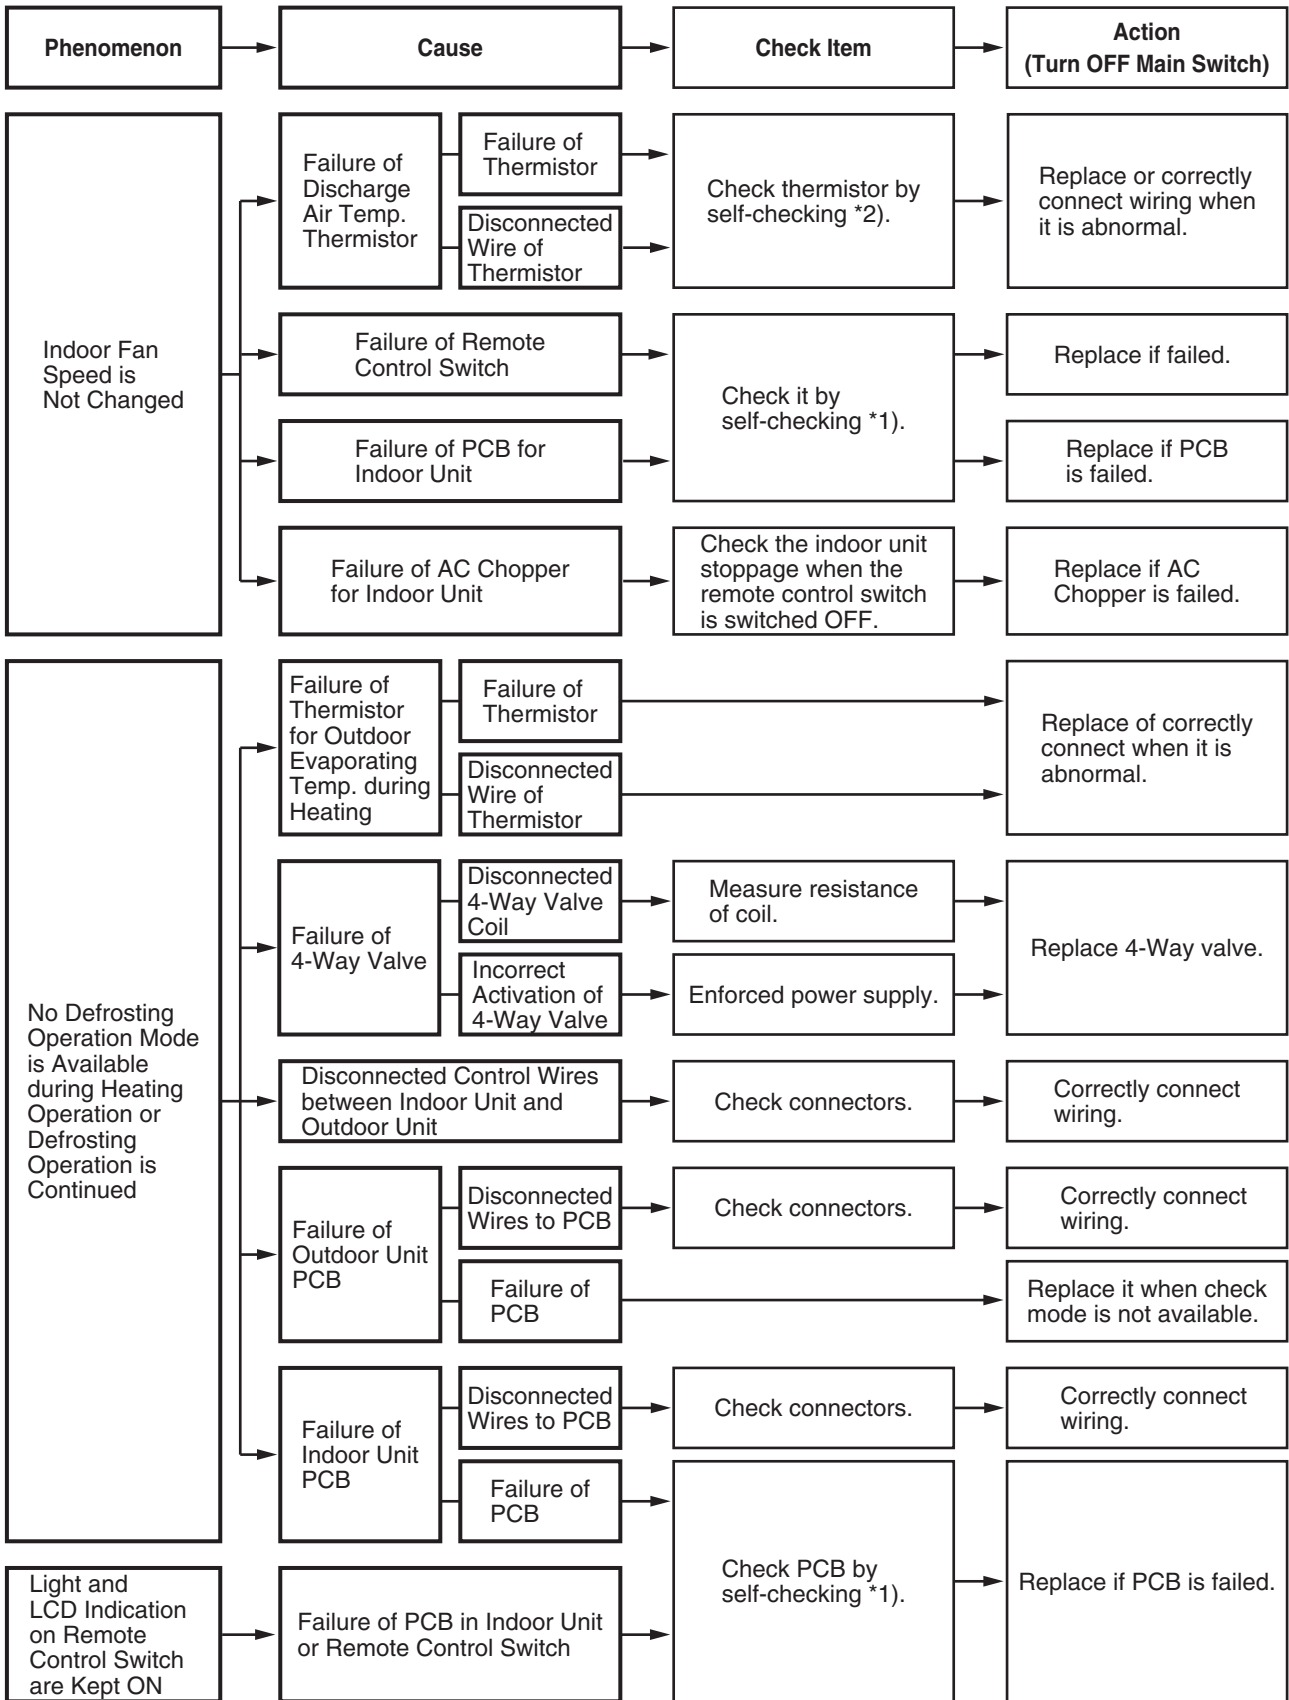 Phenomenon
Cause
Check Item
Action
(Turn OFF Main Switch)
Indoor Fan
Speed is
Not Changed
Failure of
Discharge
Air Temp.
Thermistor
Failure of
Thermistor
Disconnected
Wire of
Thermistor
Check thermistor by
self-checking *2).
Replace or correctly
connect wiring when
it is abnormal.
Failure of Remote
Control Switch
Check it by
self-checking *1).
Replace if failed.
Failure of PCB for
Indoor Unit
Replace if PCB
is failed.
Failure of AC Chopper
for Indoor Unit
Check the indoor unit
stoppage when the
remote control switch
is switched OFF.
Replace if AC
Chopper is failed.
No Defrosting
Operation Mode
is Available
during Heating
Operation or
Defrosting
Operation is
Continued
Failure of
Thermistor
for Outdoor
Evaporating
Temp. during
Heating
Failure of
Thermistor
Disconnected
Wire of
Thermistor
Replace of correctly
connect when it is
abnormal.
Failure of
4-Way Valve
Disconnected
4-Way Valve
Coil
Measure resistance
of coil.
Incorrect
Activation of
4-Way Valve
Enforced power supply.
Replace 4-Way valve.
Disconnected Control Wires
between Indoor Unit and
Outdoor Unit
Check connectors.
Correctly connect
wiring.
Failure of
Outdoor Unit
PCB
Disconnected
Wires to PCB
Check connectors.
Correctly connect
wiring.
Failure of
PCB
Replace it when check
mode is not available.
Failure of
Indoor Unit
PCB
Disconnected
Wires to PCB
Check connectors.
Correctly connect
wiring.
Failure of
PCB
Check PCB by
self-checking *1).
Replace if PCB is failed.
Light and
LCD Indication
on Remote
Control Switch
are Kept ON
Failure of PCB in Indoor Unit
or Remote Control Switch